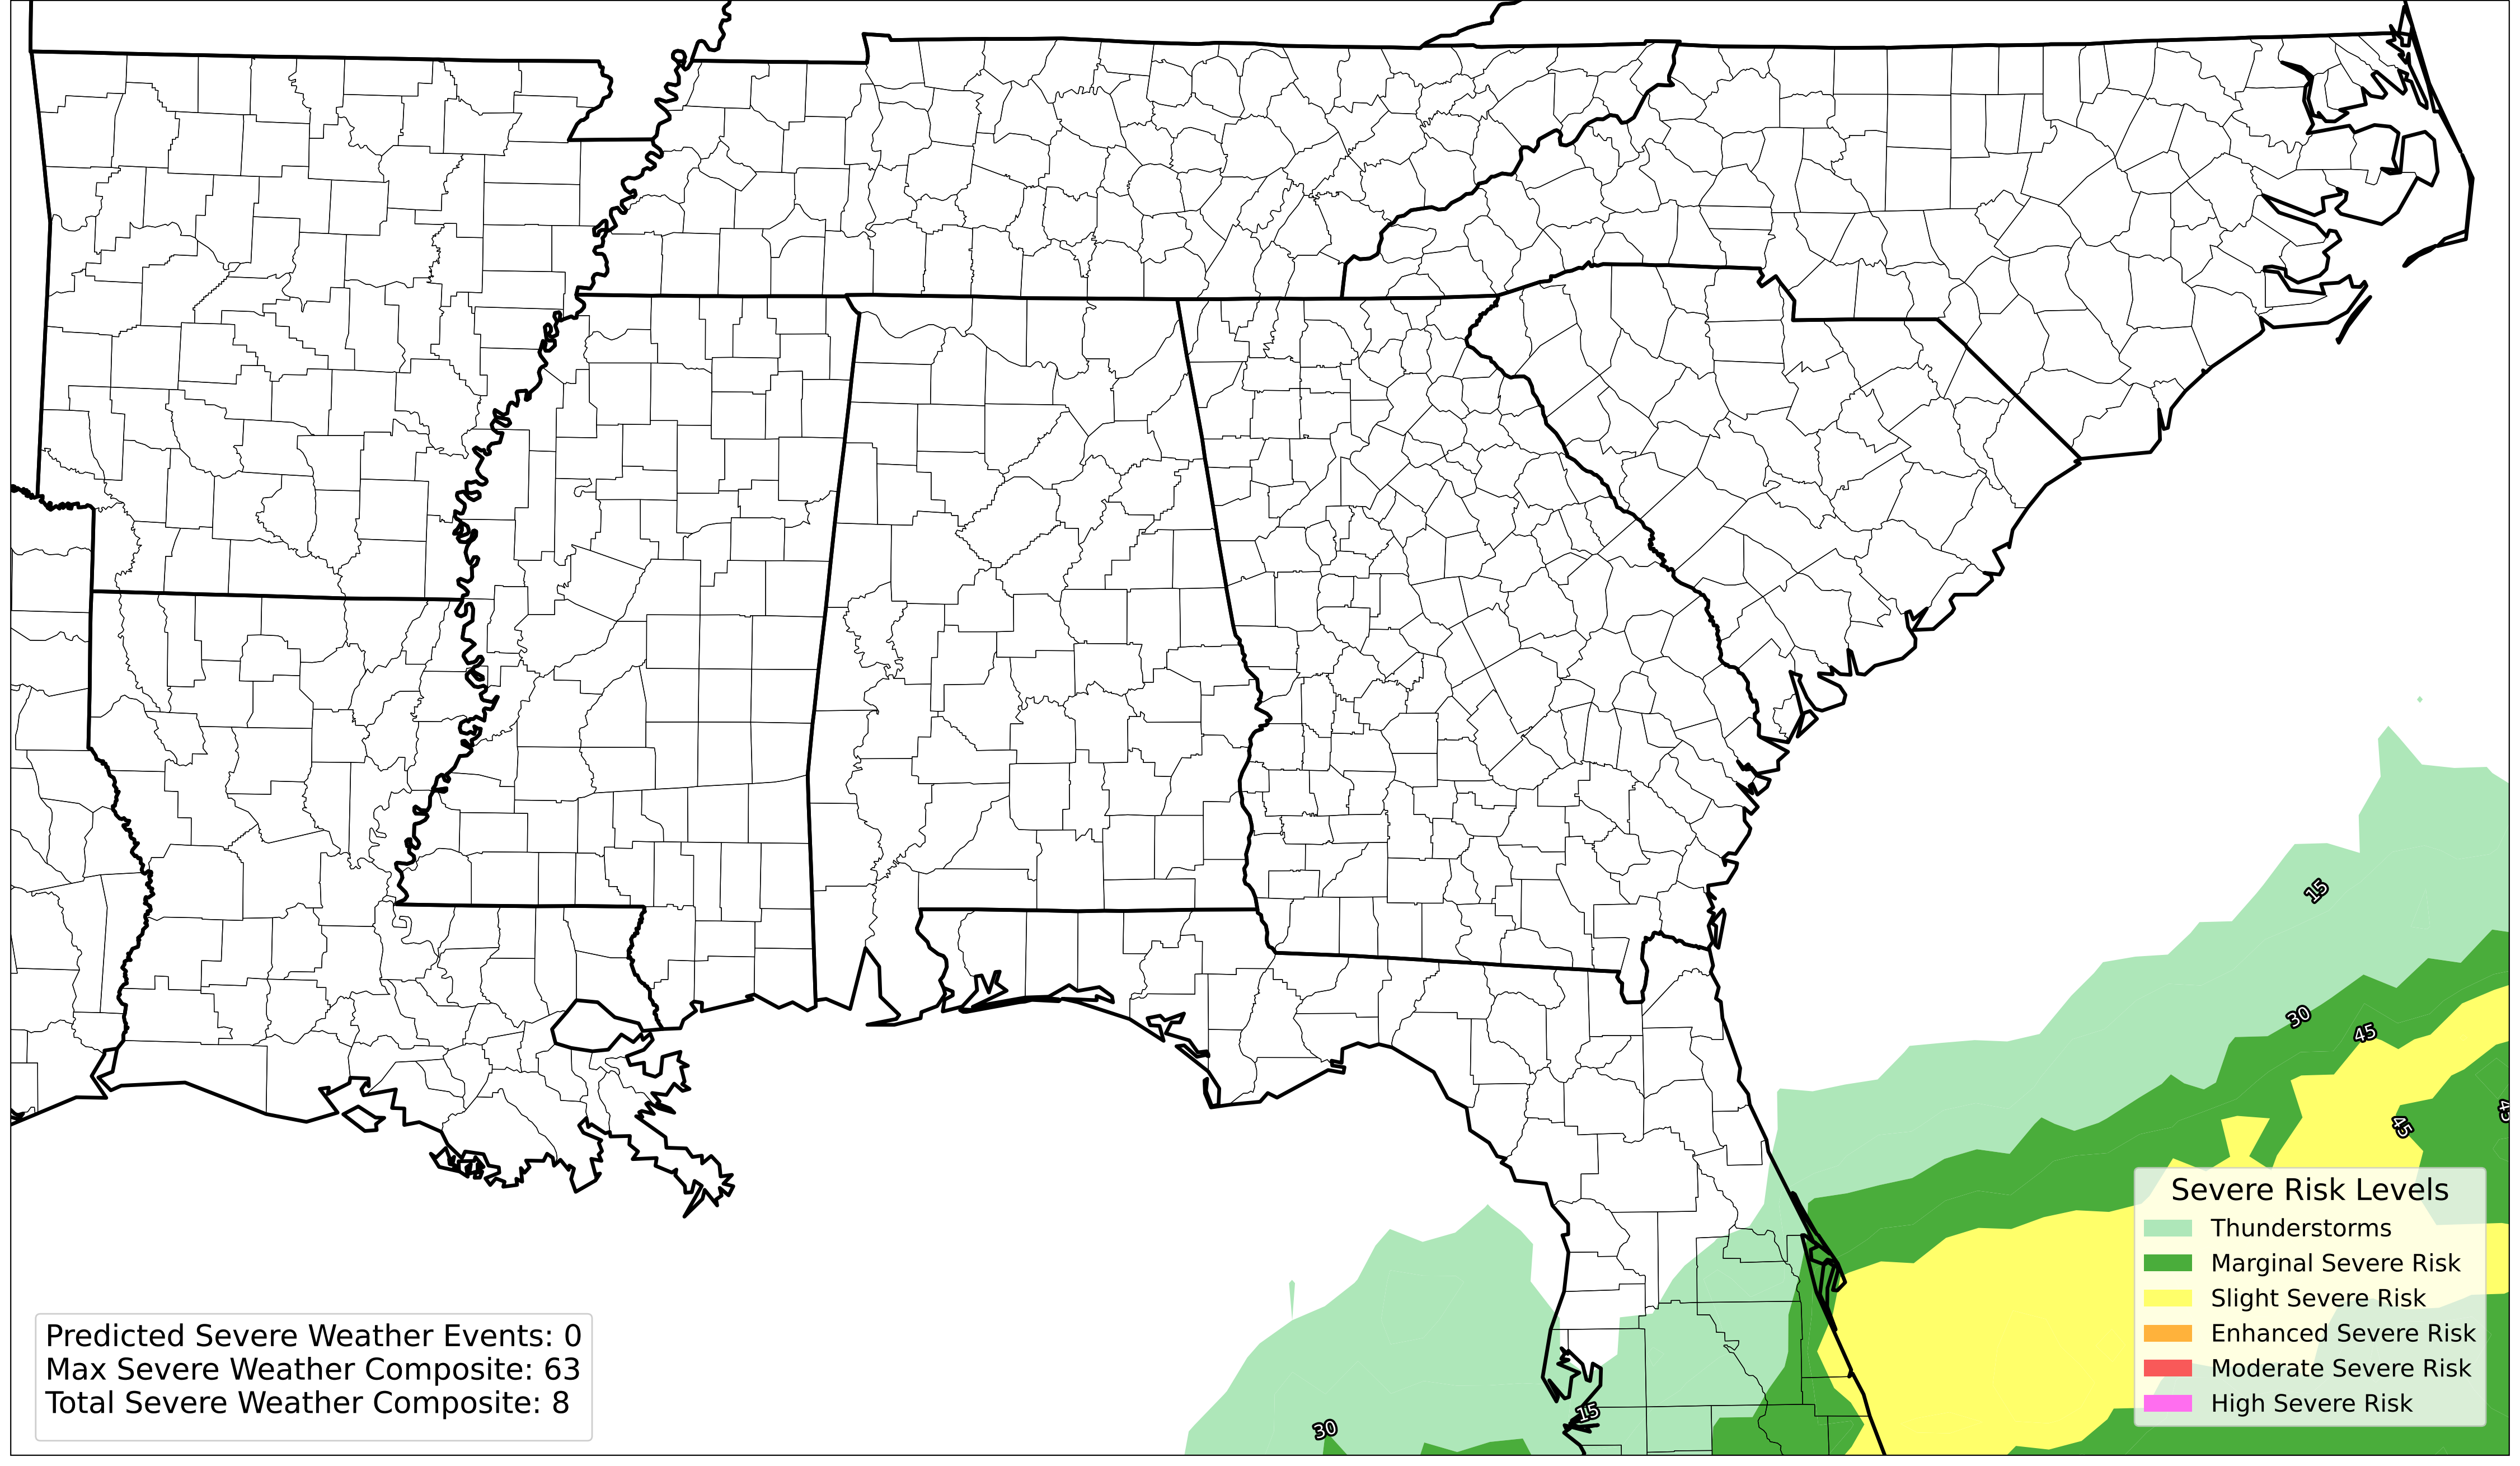 15
30
45
45
45
Severe Risk Levels
Thunderstorms
Marginal Severe Risk
Slight Severe Risk
Enhanced Severe Risk
Moderate Severe Risk
High Severe Risk
Predicted Severe Weather Events: 0
Max Severe Weather Composite: 63
Total Severe Weather Composite: 8
15
30